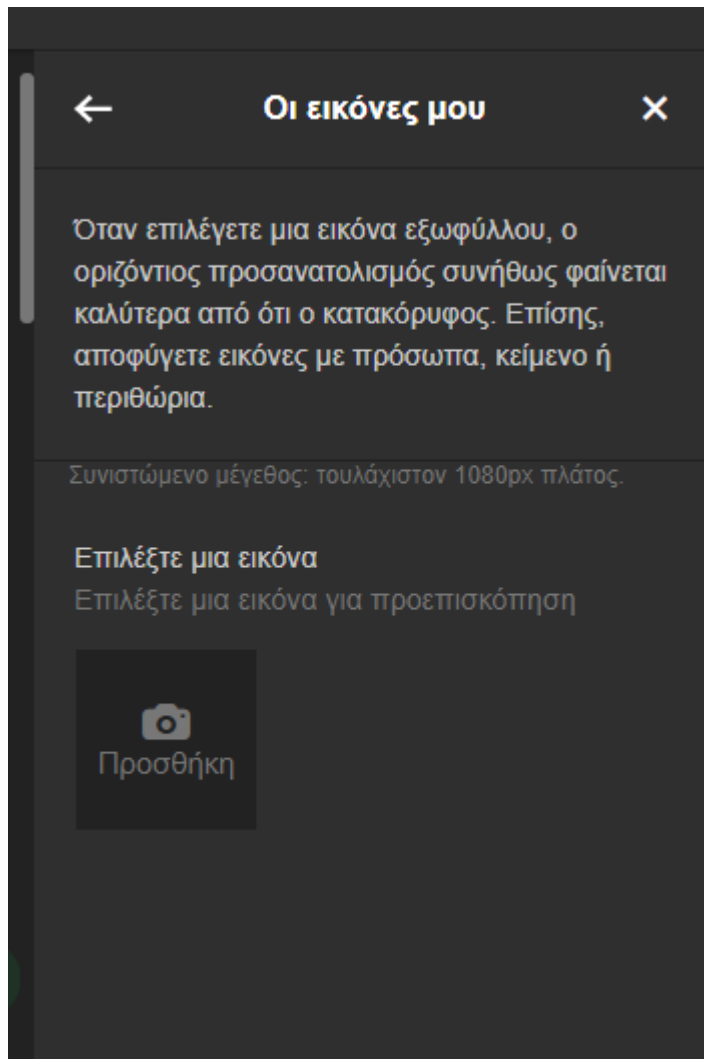 Οι εικόνες μου
Όταν επιλέγετε μια εικόνα εξωφύλλου, ο
οριζόντιος προσανατολισμός συνήθως φαίνεται
καλύτερα από ότι ο κατακόρυφος. Επίσης,
αποφύγετε εικόνες με πρόσωπα, κείμενο ή
περιθώρια.
Συνιστώμενο μέγεθος: τουλάχιστον 1080px πλάτος.
Επιλέξτε μια εικόνα
Επιλέξτε μια εικόνα για προεπισκόπηση
Προσθήκη